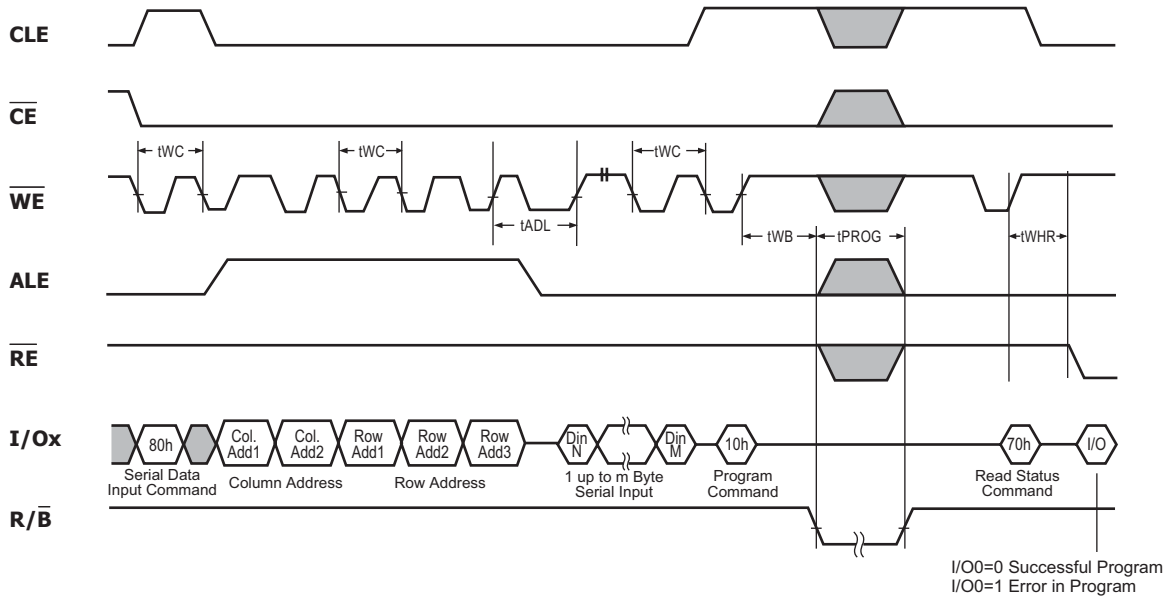 CLE
CE
tWC
tWC
tWC
WE
tADL
tWB
tPROG
tWHR
ALE
RE
I/Ox
80h
Col.
Add1
Col.
Add2
Row
Add1
Row
Add2
Row
Add3
Din
N
Din
M
10h
70h
I/O
Serial Data
Input Command
Column Address
Row Address
1 up to m Byte
Serial Input
Program
Command
Read Status
Command
R/B
I/O0=0 Successful Program
I/O0=1 Error in Program